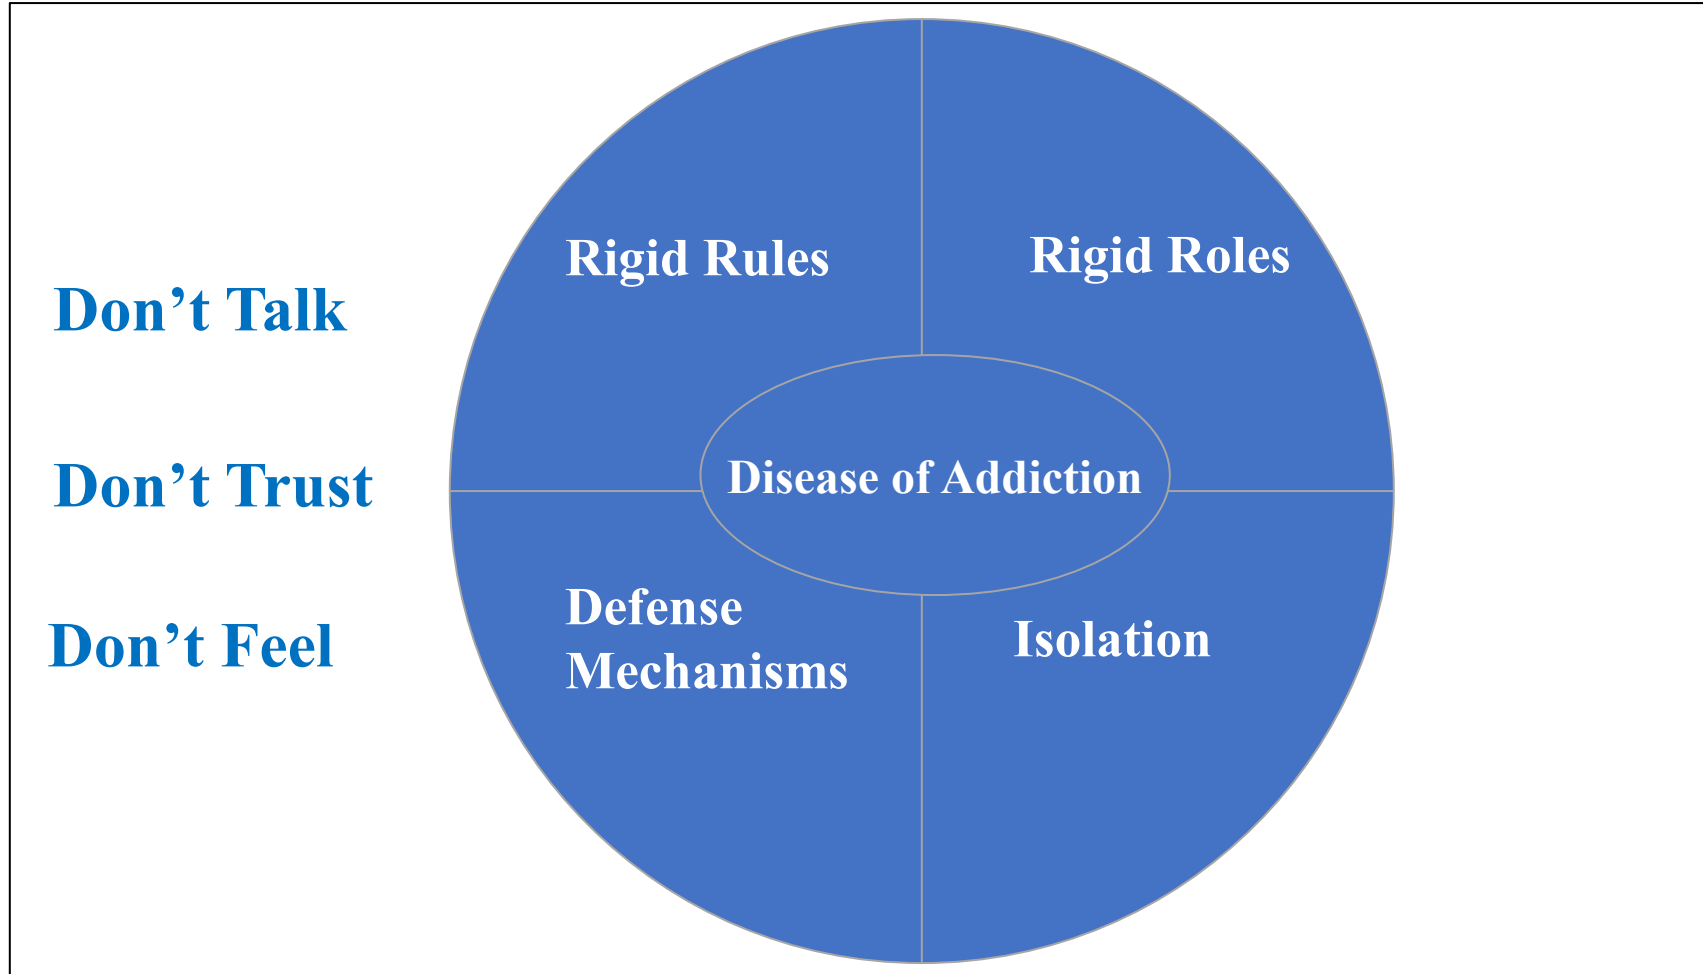 Don’t Talk
Don’t Trust
Don’t Feel
Rigid Rules
Rigid Roles
Disease of Addiction
Defense
Mechanisms
Isolation